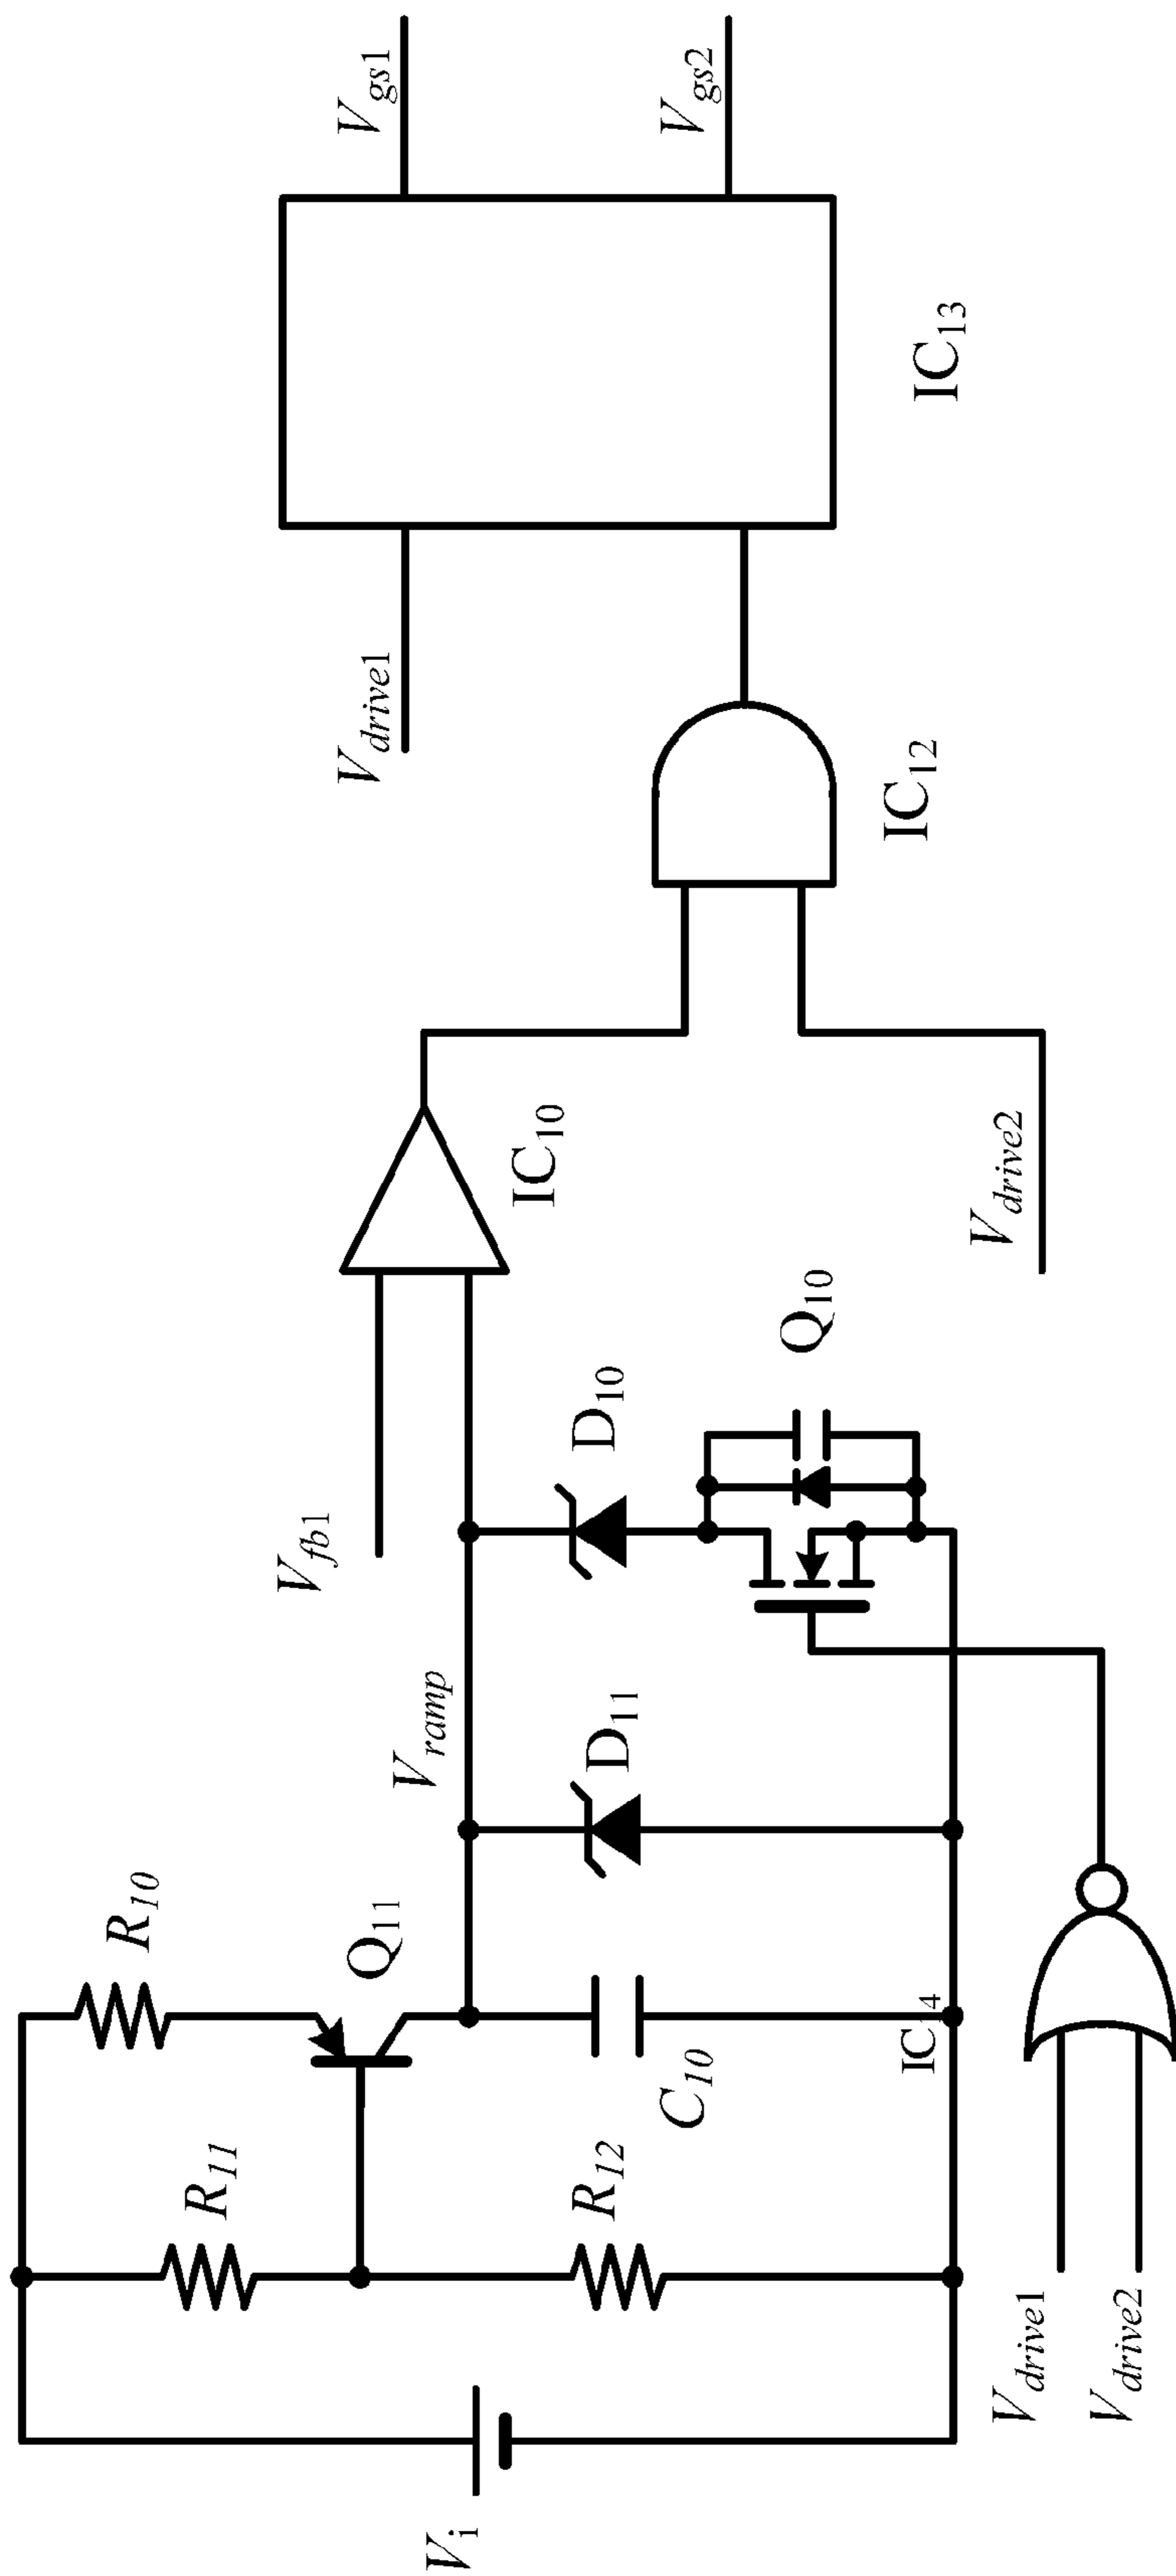 V_i
R_11
R_12
R_10
Q_11
C_10
V_ramp
D_11
D_10
Q_10
V_fb1
IC_10
V_drive2
IC_12
V_drive1
IC_13
V_gs1
V_gs2
V_drive1
V_drive2
IC_14